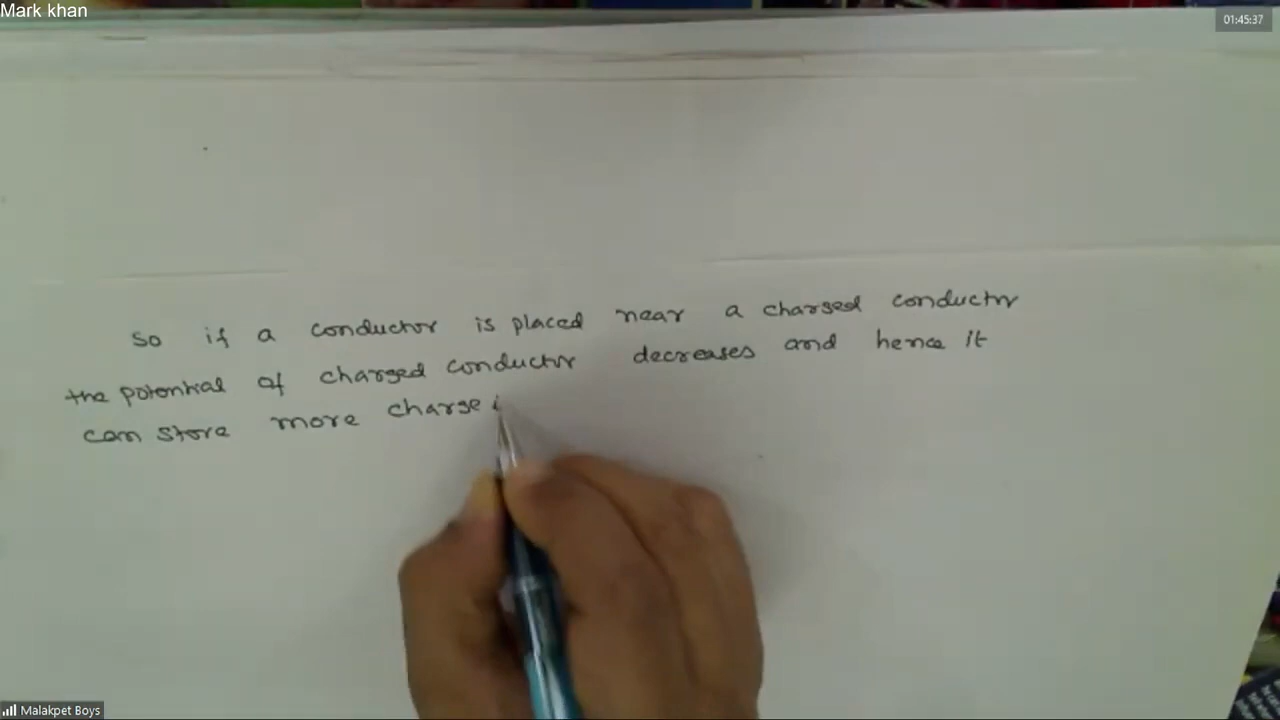 Mark khan
01:45:37
So if a conductor is placed near a charged conductor
the potential of charged conductor decreases and hence it
can store more charge i
Malakpet Boys